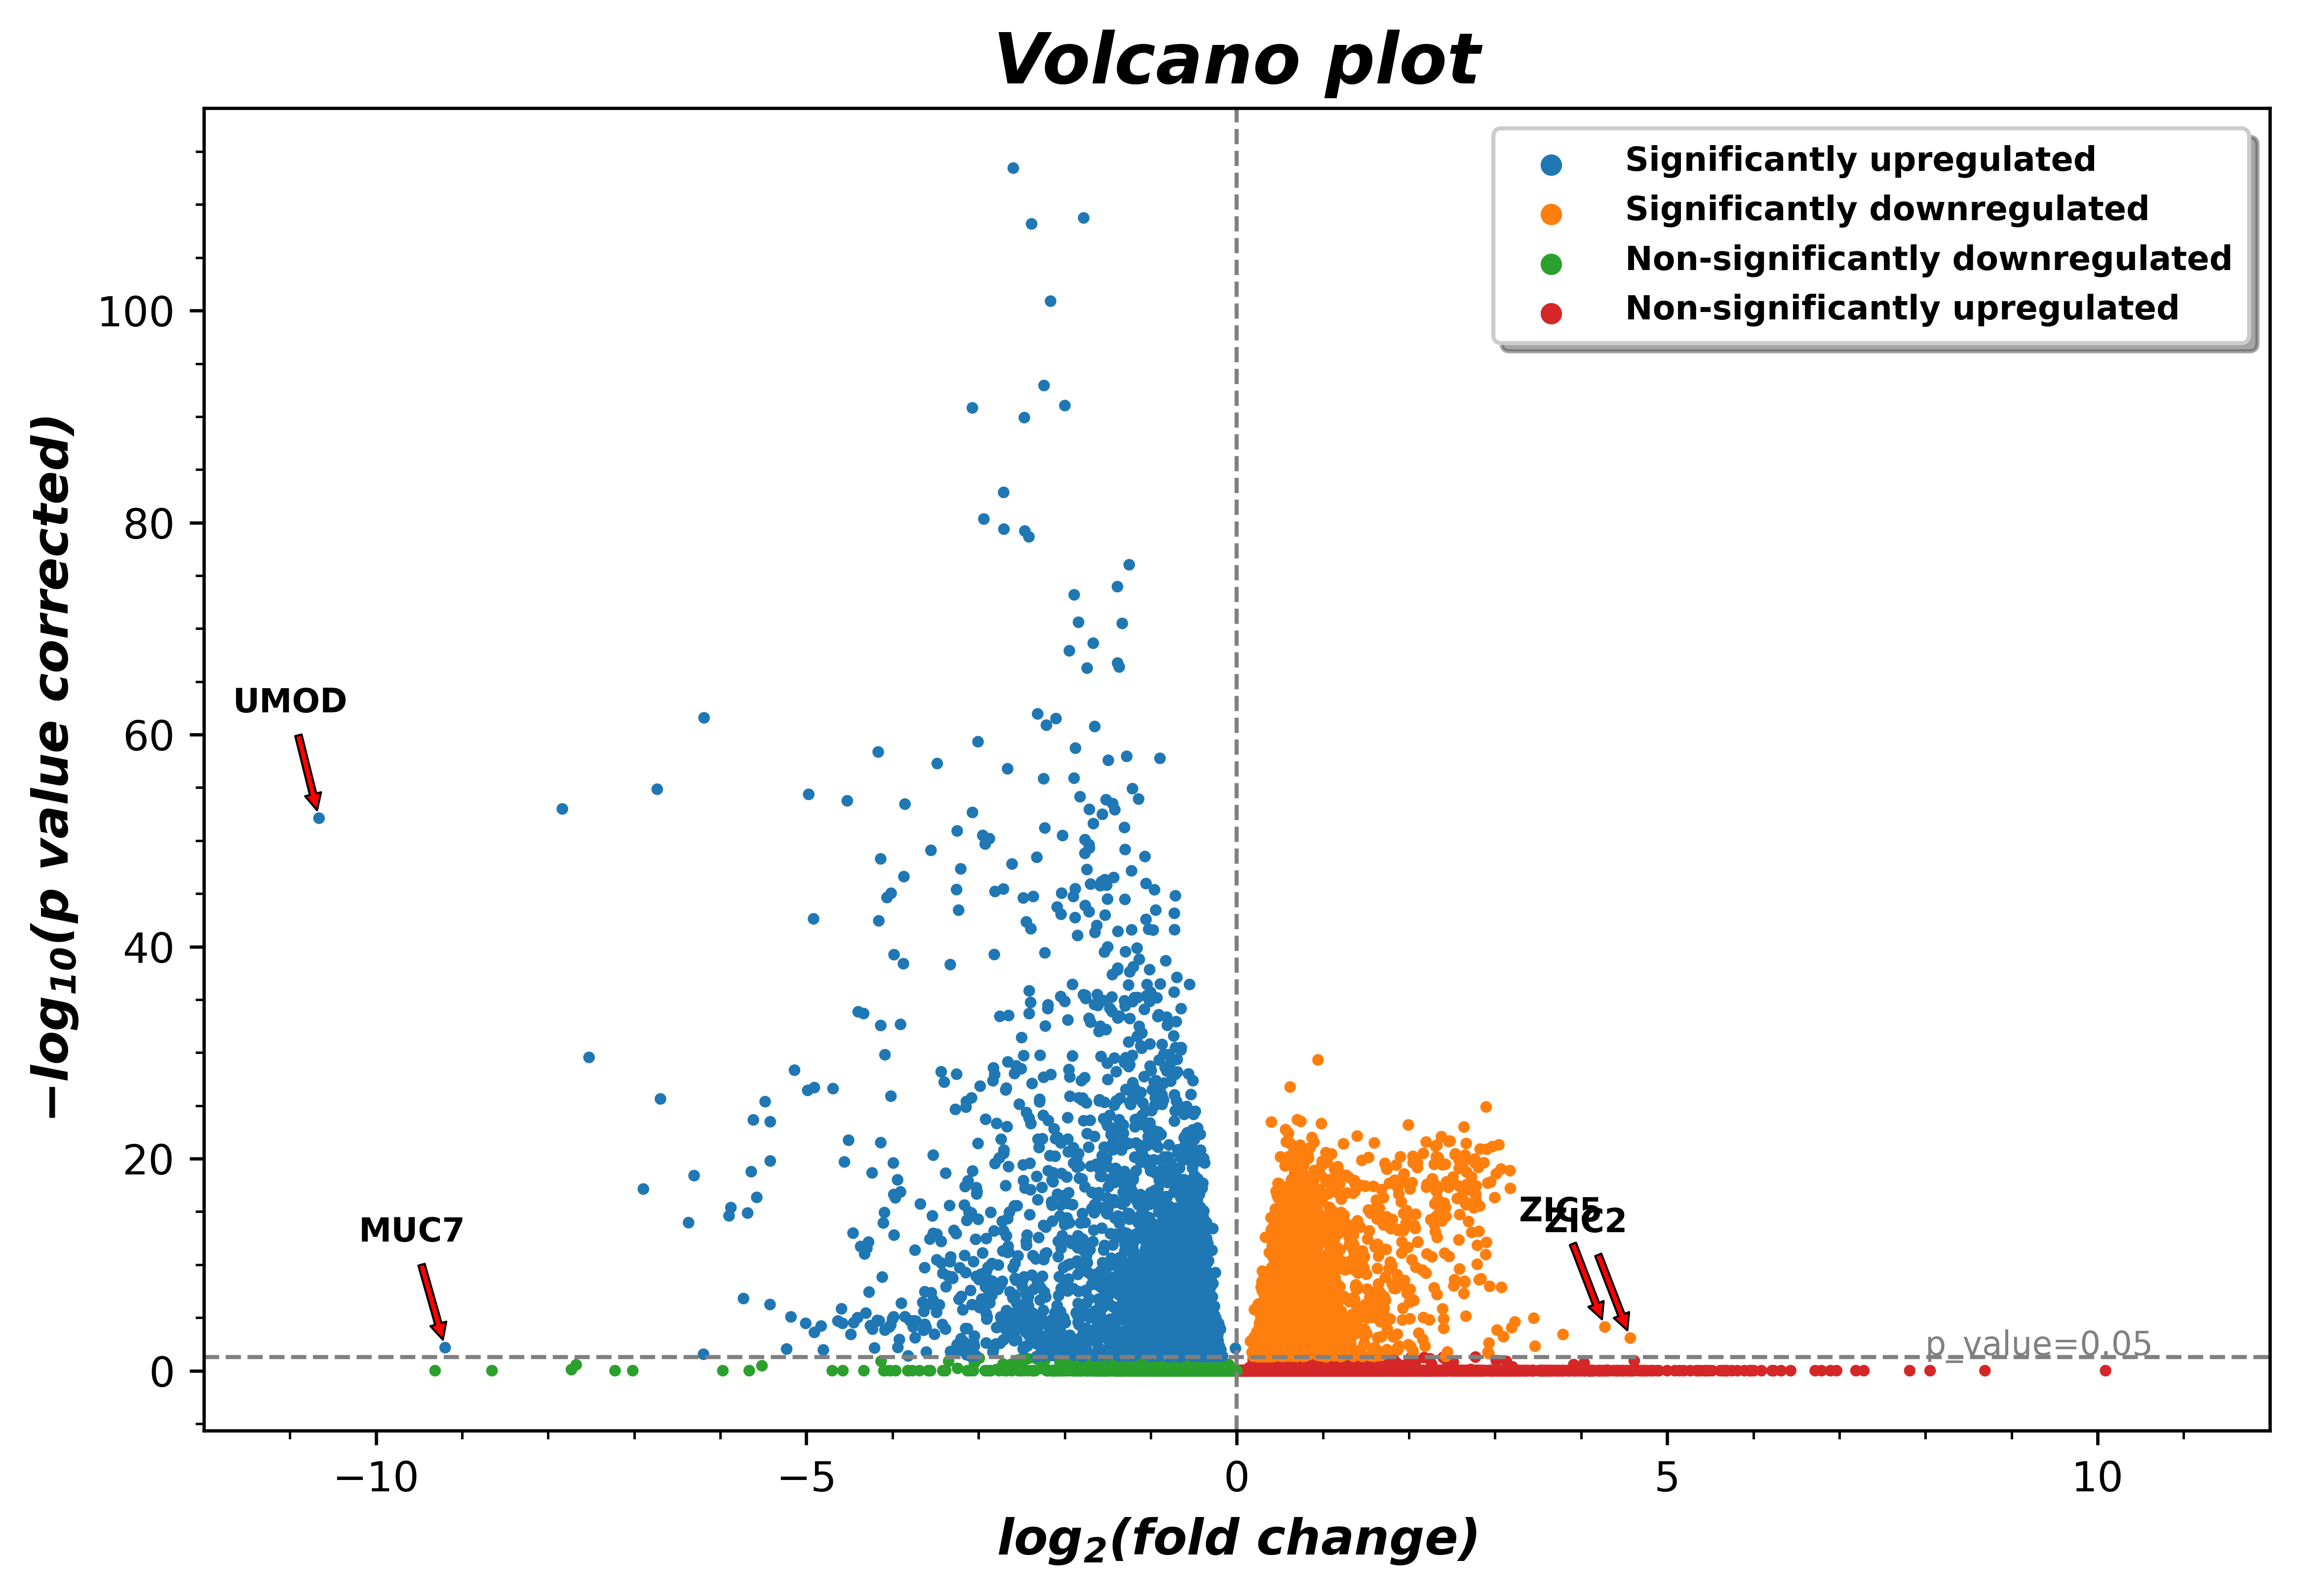 Volcano plot
Significantly upregulated
Significantly downregulated
Non-significantly downregulated
Non-significantly upregulated
−log₁₀(p value corrected)
100
80
60
40
20
0
UMOD
MUC7
ZIC5
ZIC2
p_value=0.05
−10
−5
0
5
10
log₂(fold change)